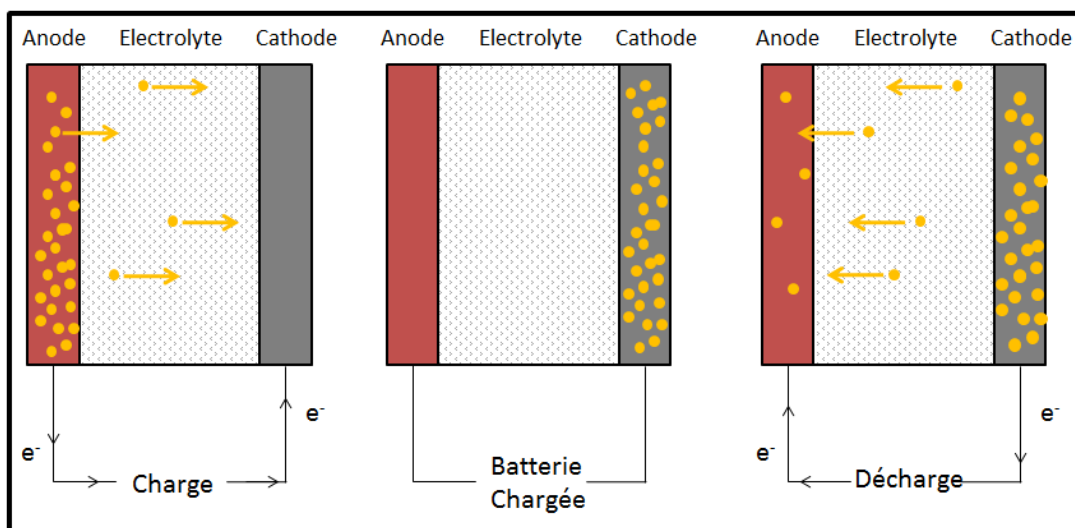 Anode Electrolyte Cathode
e-
e-
Charge
Anode Electrolyte Cathode
Batterie
Chargée
Anode Electrolyte Cathode
e-
e-
Décharge